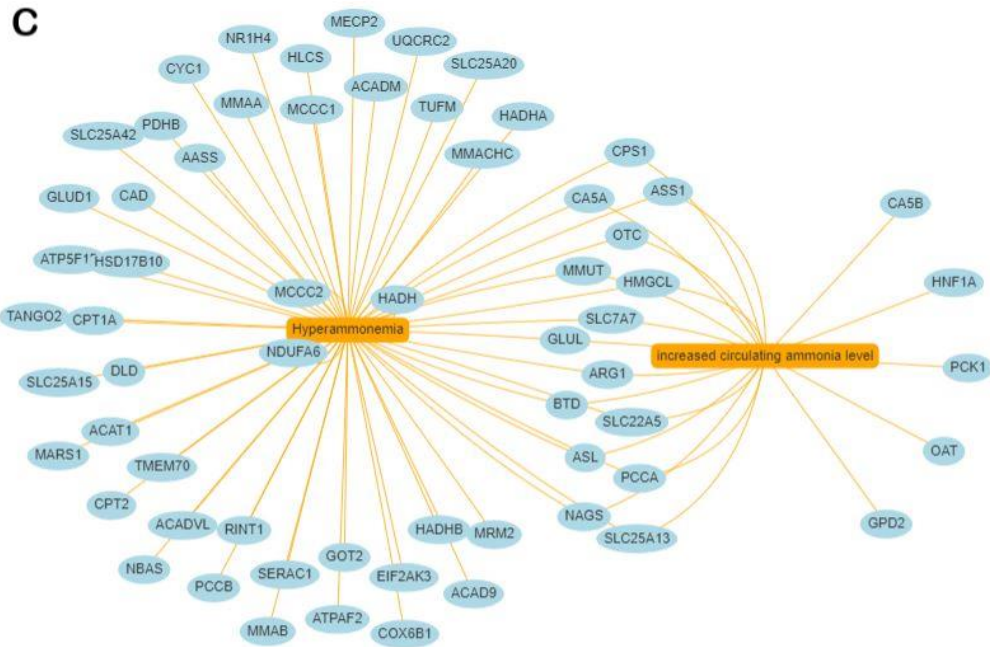 C
MECP2
NR1H4
UQCRC2
HLCS
SLC25A20
CYC1
ACADM
MMAA
MCCC1
TUFM
HADHA
PDHB
SLC25A42
AASS
MMACHC
CPS1
GLUD1
CAD
CA5A
ASS1
CA5B
OTC
ATP5F1
HSD17B10
MMUT
HMGCL
HNF1A
MCCC2
HADH
TANGO2
CPT1A
SLC7A7
Hyperammonemia
GLUL
NDUFA6
increased circulating ammonia level
PCK1
DLD
SLC25A15
ARG1
BTD
SLC22A5
ACAT1
MARS1
OAT
ASL
TMEM70
PCCA
CPT2
NAGS
ACADVL
RINT1
HADHB
MRM2
SLC25A13
GPD2
GOT2
NBAS
SERAC1
EIF2AK3
PCCB
ACAD9
ATPAF2
MMAB
COX6B1